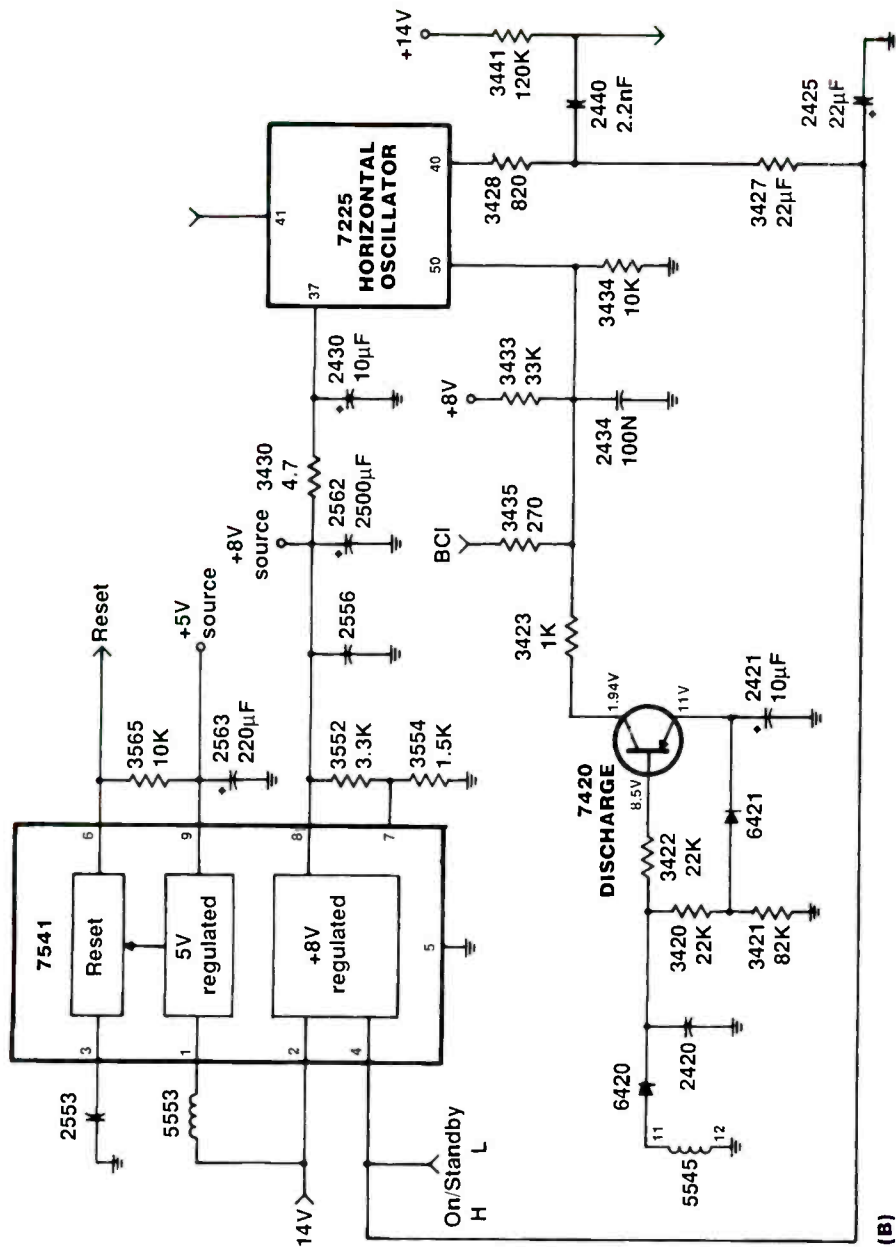 7541
Reset
5V
regulated
+8V
regulated
3
1
2
4
5
6
9
8
7
2553
5553
14V
On/Standby
H L
Reset
3565
10K
+5V
source
2563
220µF
+8V
source
3552
3.3K
3554
1.5K
2556
2562
2500µF
3430
4.7
2430
10µF
37
41
7225
HORIZONTAL
OSCILLATOR
50
40
+14V
3441
120K
2440
2.2nF
3428
820
3427
22µF
2425
22µF
BCI
3435
270
+8V
3433
33K
2434
100N
3434
10K
3423
1K
1.94V
11V
8.5V
7420
DISCHARGE
2421
10µF
6421
3422
22K
3420
22K
3421
82K
6420
2420
11
12
5545
(B)